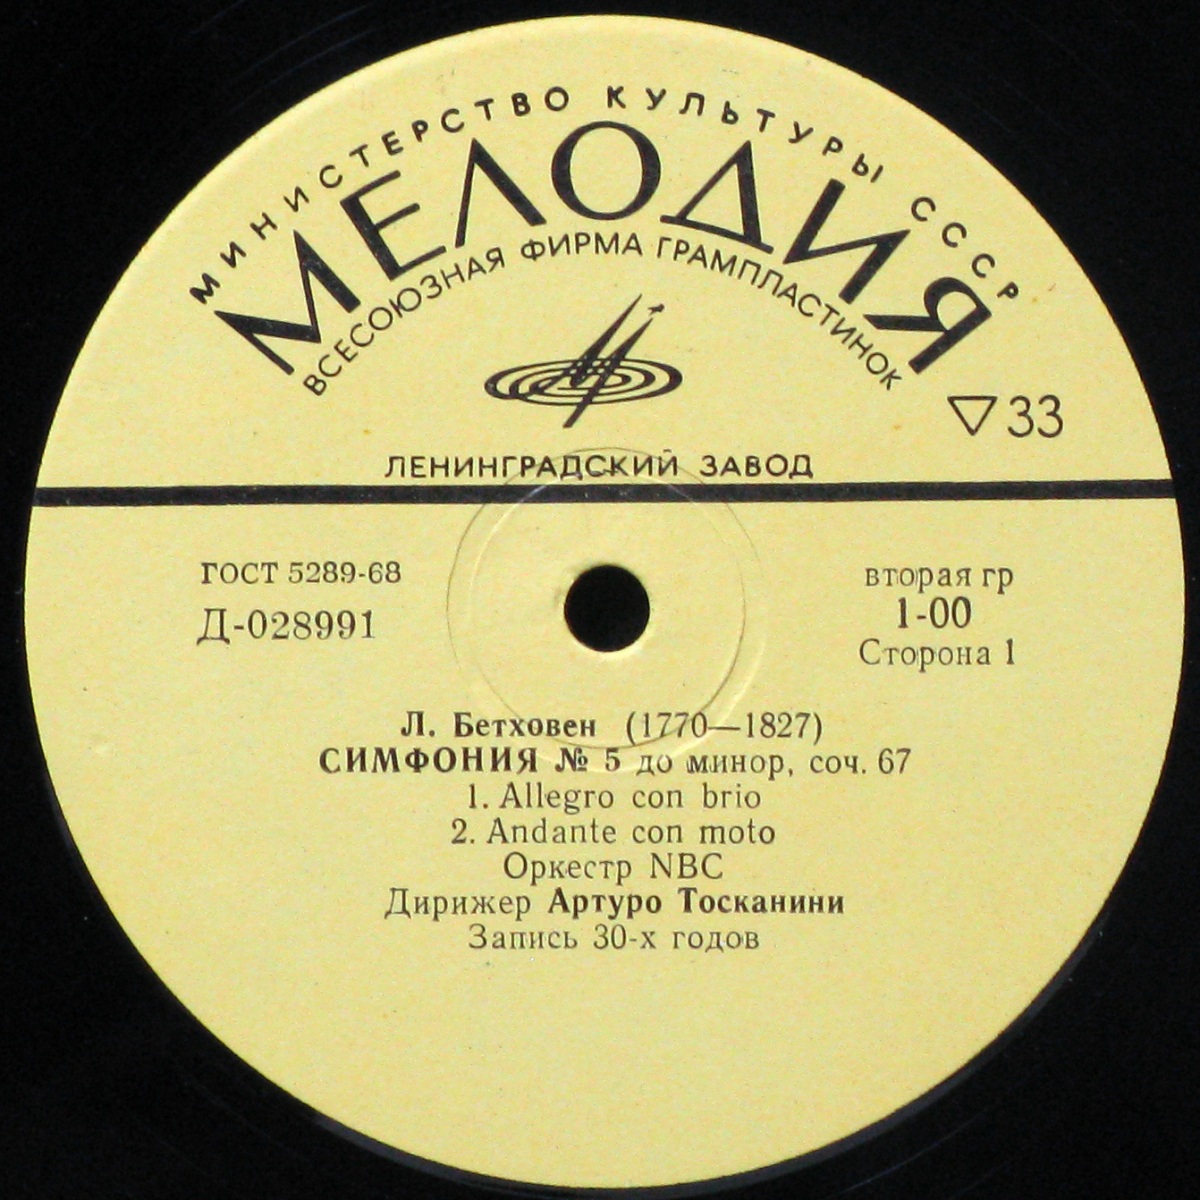 МИНИСТЕРСТВО КУЛЬТУРЫ СССР
МЕЛОДИЯ
ВСЕСОЮЗНАЯ ФИРМА ГРАМПЛАСТИНОК
▽33
ЛЕНИНГРАДСКИЙ ЗАВОД
ГОСТ 5289-68
Д-028991
вторая гр
1-00
Сторона 1
Л. Бетховен (1770—1827)
СИМФОНИЯ № 5 до минор, соч. 67
1. Allegro con brio
2. Andante con moto
Оркестр NBC
Дирижер Артуро Тосканини
Запись 30-х годов